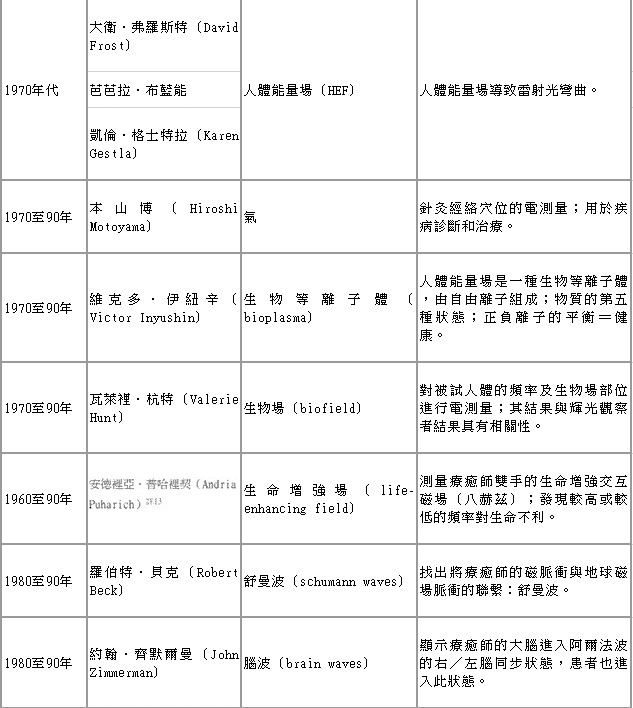 1970年代
大衛・弗羅斯特（David
Frost）
芭芭拉・布藍能
凱倫・格士特拉（Karen
Gestla）
人體能量場（HEF）
人體能量場導致雷射光彎曲。
1970至90年
本山博（Hiroshi
Motoyama）
氣
針灸經絡穴位的電測量；用於疾
病診斷和治療。
1970至90年
維克多・伊紐辛（
Victor Inyushin）
生物等離子體（
bioplasma）
人體能量場是一種生物等離子體
，由自由離子組成；物質的第五
種狀態；正負離子的平衡＝健
康。
1970至90年
瓦萊裡・杭特（Valerie
Hunt）
生物場（biofield）
對被試人體的頻率及生物場部位
進行電測量；其結果與輝光觀察
者結果具有相關性。
1960至90年
安德裡亞・普哈裡契（Andria
Puharich）註13
生命增強場（life-
enhancing field）
測量療癒師雙手的生命增強交互
磁場（八赫茲）；發現較高或較
低的頻率對生命不利。
1980至90年
羅伯特・貝克（Robert
Beck）
舒曼波（schumann waves）
找出將療癒師的磁脈衝與地球磁
場脈衝的聯繫：舒曼波。
1980至90年
約翰・齊默爾曼（John
Zimmerman）
腦波（brain waves）
顯示療癒師的大腦進入阿爾法波
的右／左腦同步狀態，患者也進
入此狀態。